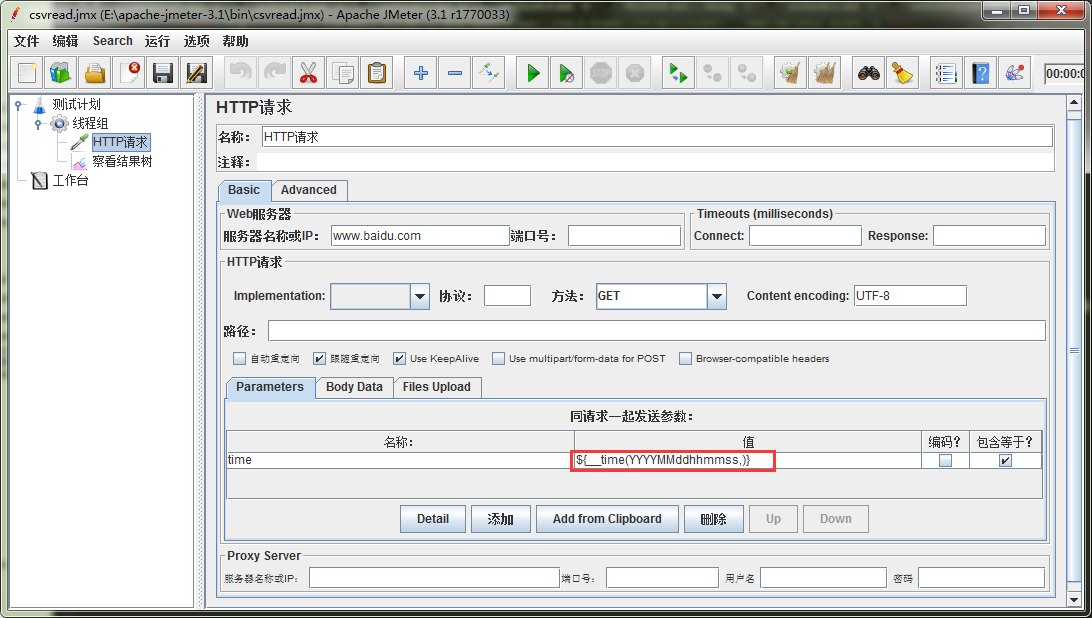 csvread.jmx (E:\apache-jmeter-3.1\bin\csvread.jmx) - Apache JMeter (3.1 r1770033)
文件 编辑 Search 运行 选项 帮助
STOP
00:00:0
测试计划
线程组
HTTP请求
察看结果树
工作台
HTTP请求
名称： HTTP请求
注释：
Basic Advanced
Web服务器
服务器名称或IP： www.baidu.com 端口号：
Timeouts (milliseconds)
Connect: Response:
HTTP请求
Implementation: 协议： 方法： GET Content encoding: UTF-8
路径：
自动重定向 跟随重定向 Use KeepAlive Use multipart/form-data for POST Browser-compatible headers
Parameters Body Data Files Upload
同请求一起发送参数：
名称： 值 编码？ 包含等于？
time ${__time(YYYYMMddhhmmss,)}
Detail 添加 Add from Clipboard 删除 Up Down
Proxy Server
服务器名称或IP： 端口号： 用户名 密码